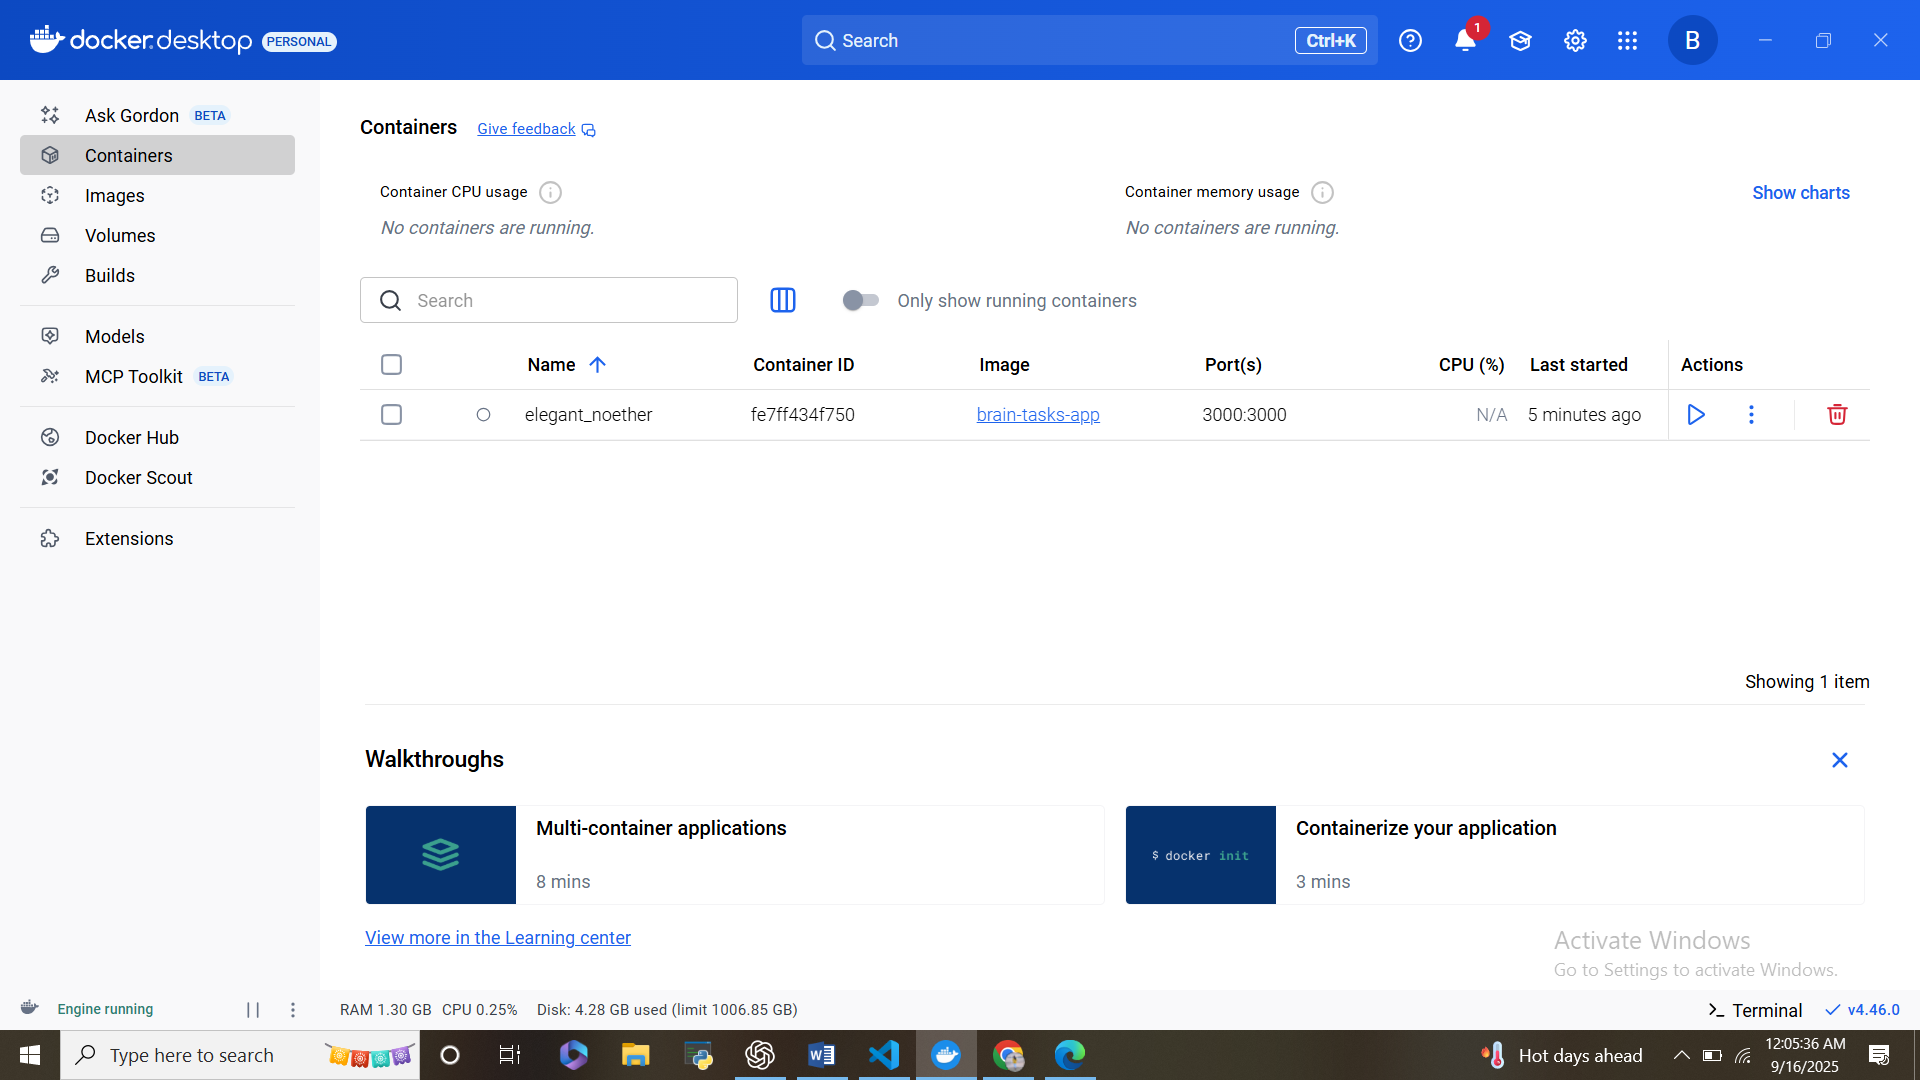 docker.desktop PERSONAL
Search Ctrl+K
1
B
Ask Gordon BETA
Containers
Images
Volumes
Builds
Models
MCP Toolkit BETA
Docker Hub
Docker Scout
Extensions
Containers Give feedback
Container CPU usage
No containers are running.
Container memory usage
No containers are running.
Show charts
Search
Only show running containers
Name Container ID Image Port(s) CPU (%) Last started Actions
elegant_noether fe7ff434f750 brain-tasks-app 3000:3000 N/A 5 minutes ago
Showing 1 item
Walkthroughs
Multi-container applications
8 mins
$ docker init
Containerize your application
3 mins
View more in the Learning center
Activate Windows
Go to Settings to activate Windows.
Engine running
RAM 1.30 GB CPU 0.25% Disk: 4.28 GB used (limit 1006.85 GB)
Terminal v4.46.0
Type here to search
Hot days ahead
12:05:36 AM
9/16/2025